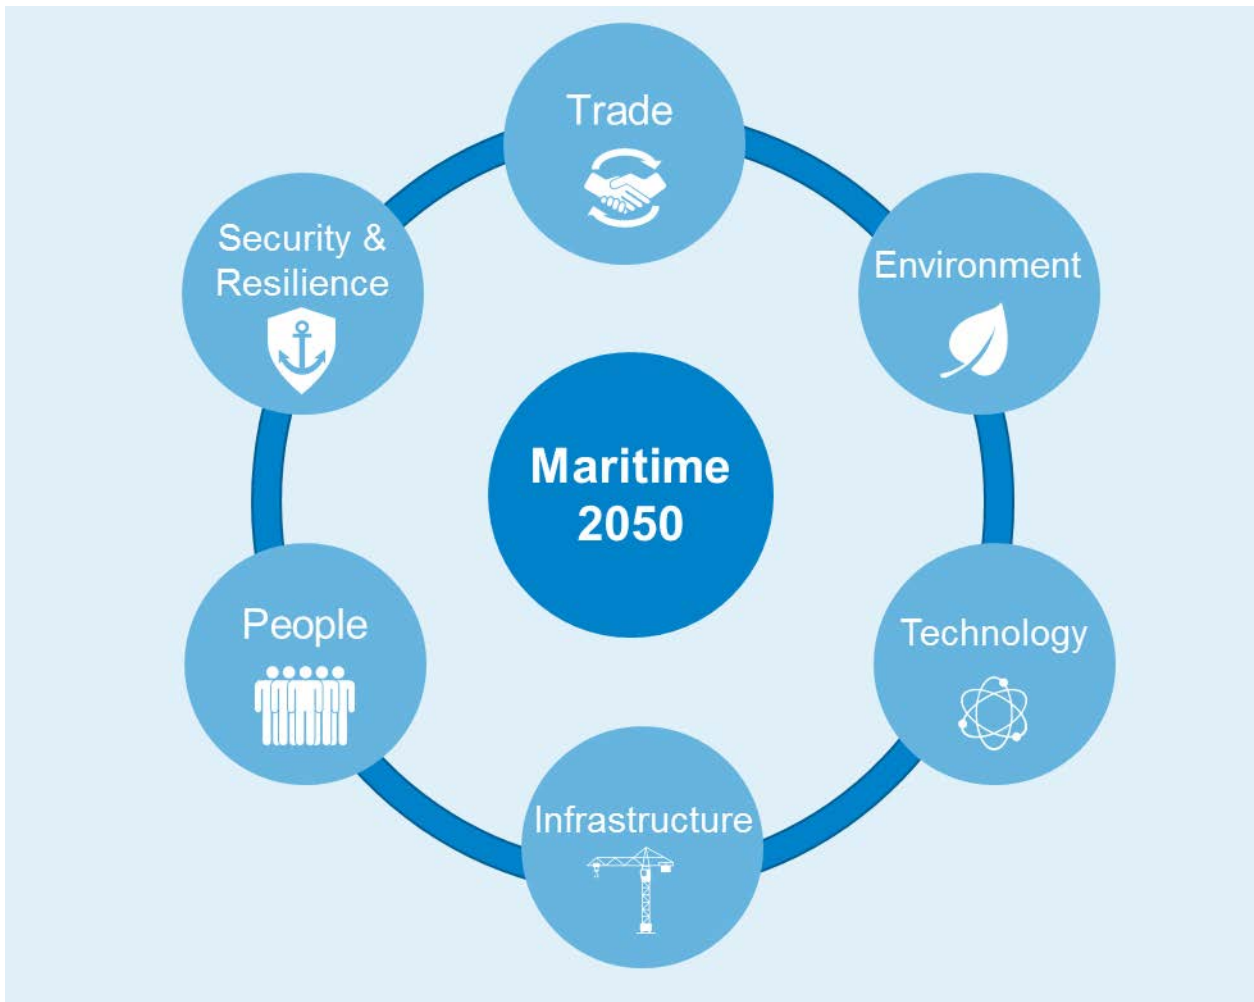 Trade
Environment
Technology
Infrastructure
People
Security &
Resilience
Maritime
2050